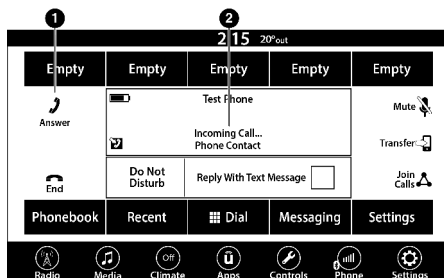 1 2
2 15 20°out
Empty Empty Empty Empty Empty
Test Phone
Answer
Mute
Incoming Call...
Phone Contact
Transfer
Do Not
Disturb
Reply With Text Message
End
Join
Calls
Phonebook Recent Dial Messaging Settings
Off
ū
Radio Media Climate Apps Controls Phone Settings